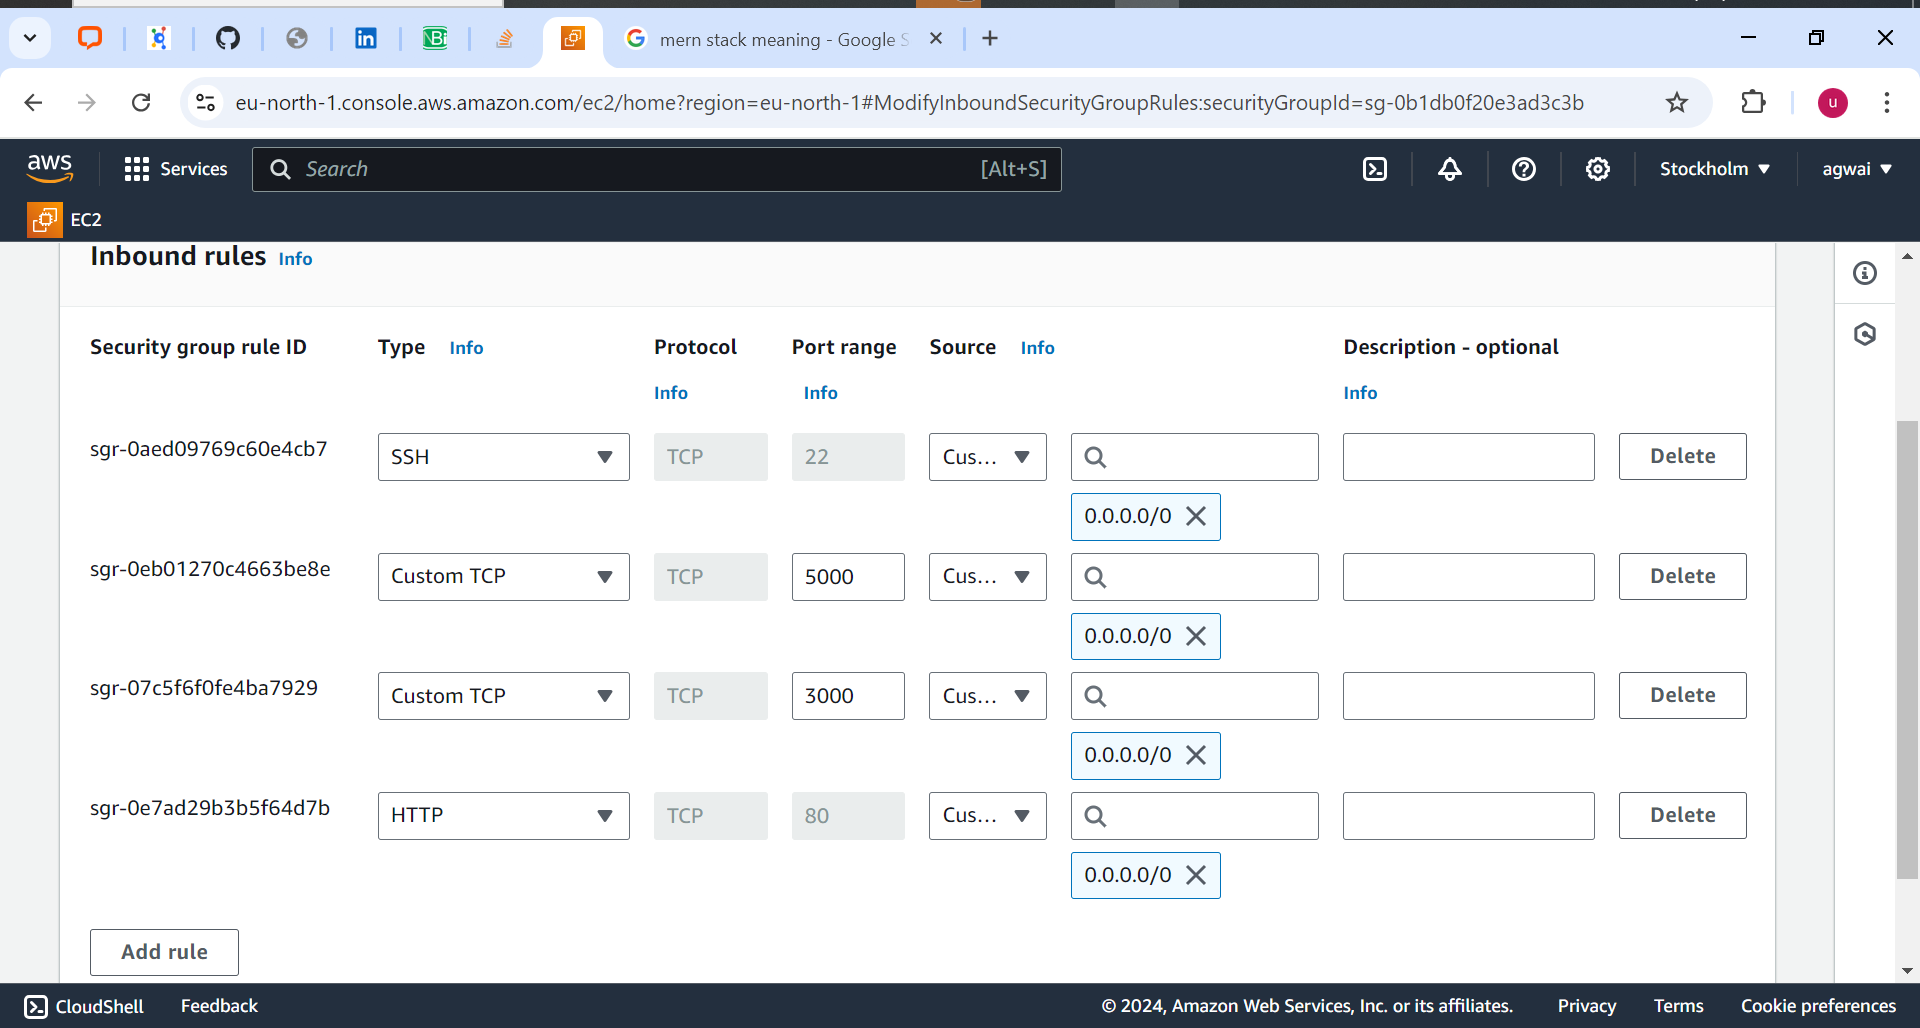 mern stack meaning - Google S
eu-north-1.console.aws.amazon.com/ec2/home?region=eu-north-1#ModifyInboundSecurityGroupRules:securityGroupId=sg-0b1db0f20e3ad3c3b
u
aws
Services
Search
[Alt+S]
Stockholm
agwai
EC2
Inbound rules Info
Security group rule ID
Type Info
Protocol
Port range
Source Info
Description - optional
Info
Info
Info
sgr-0aed09769c60e4cb7
SSH
TCP
22
Cus...
Delete
0.0.0.0/0
sgr-0eb01270c4663be8e
Custom TCP
TCP
5000
Cus...
Delete
0.0.0.0/0
sgr-07c5f6f0fe4ba7929
Custom TCP
TCP
3000
Cus...
Delete
0.0.0.0/0
sgr-0e7ad29b3b5f64d7b
HTTP
TCP
80
Cus...
Delete
0.0.0.0/0
Add rule
CloudShell
Feedback
© 2024, Amazon Web Services, Inc. or its affiliates.
Privacy
Terms
Cookie preferences